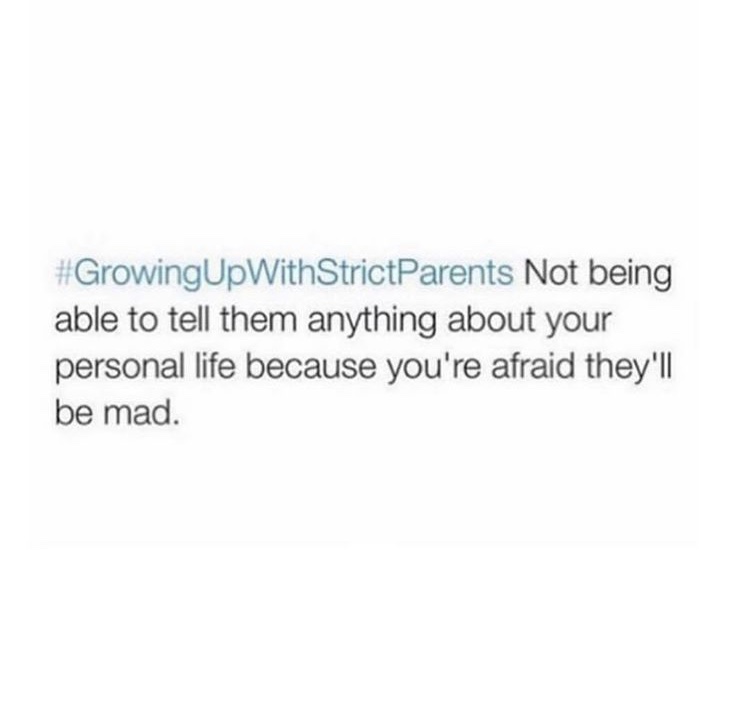 #GrowingUpWithStrictParents Not being
able to tell them anything about your
personal life because you're afraid they'll
be mad.